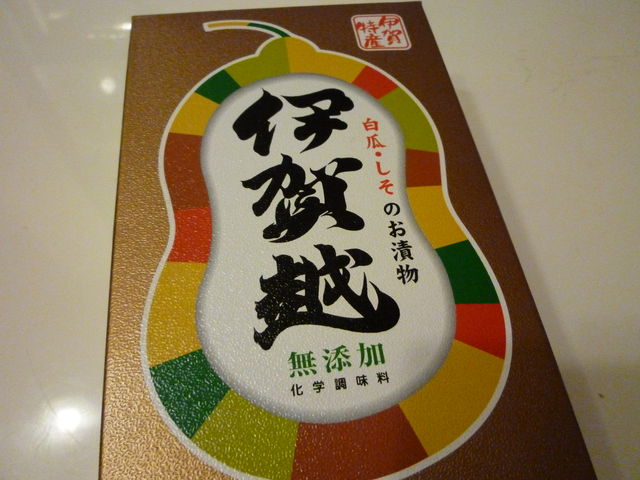 伊賀
特産
伊賀越
白瓜・しそのお漬物
無添加
化学調味料